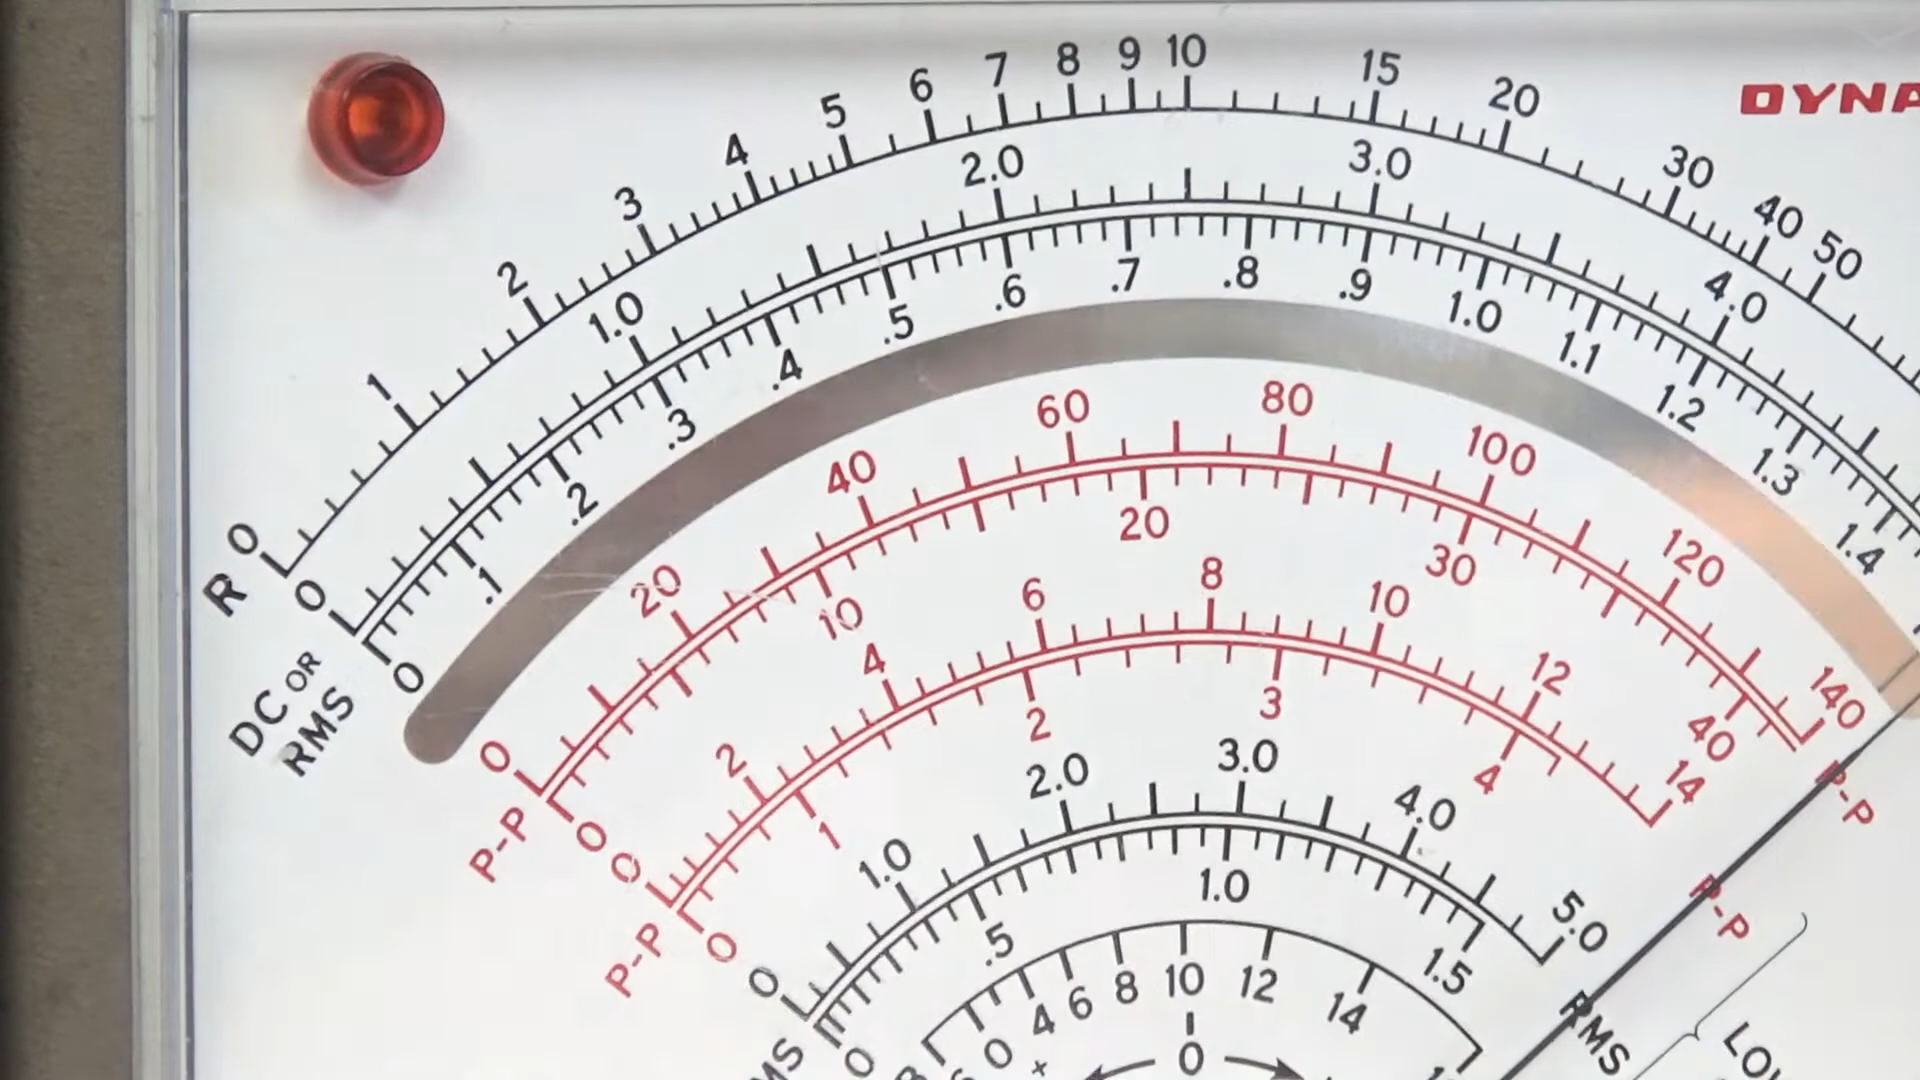 DYNA
0 1 2 3 4 5 6 7 8 9 10 15 20 30 40 50
R
0 1.0 2.0 3.0 4.0
DC OR
RMS
0 .1 .2 .3 .4 .5 .6 .7 .8 .9 1.0 1.1 1.2 1.3 1.4
0 20 40 60 80 100 120 140
P-P P-P
0 10 20 30 40
0 2 4 6 8 10 12 14
P-P P-P
0 1 2 3 4
0 1.0 2.0 3.0 4.0 5.0
RMS
0 .5 1.0 1.5
0 4 6 8 10 12 14
0